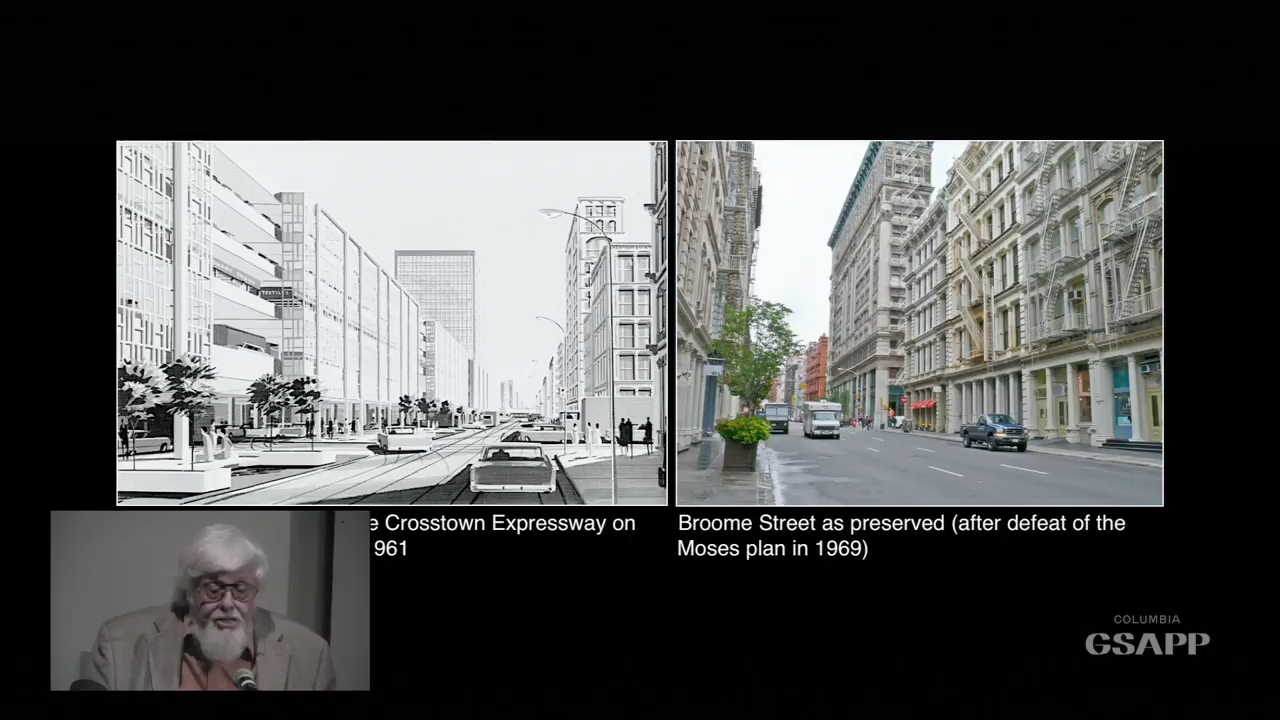 e Crosstown Expressway on
961
Broome Street as preserved (after defeat of the
Moses plan in 1969)
COLUMBIA
GSAPP